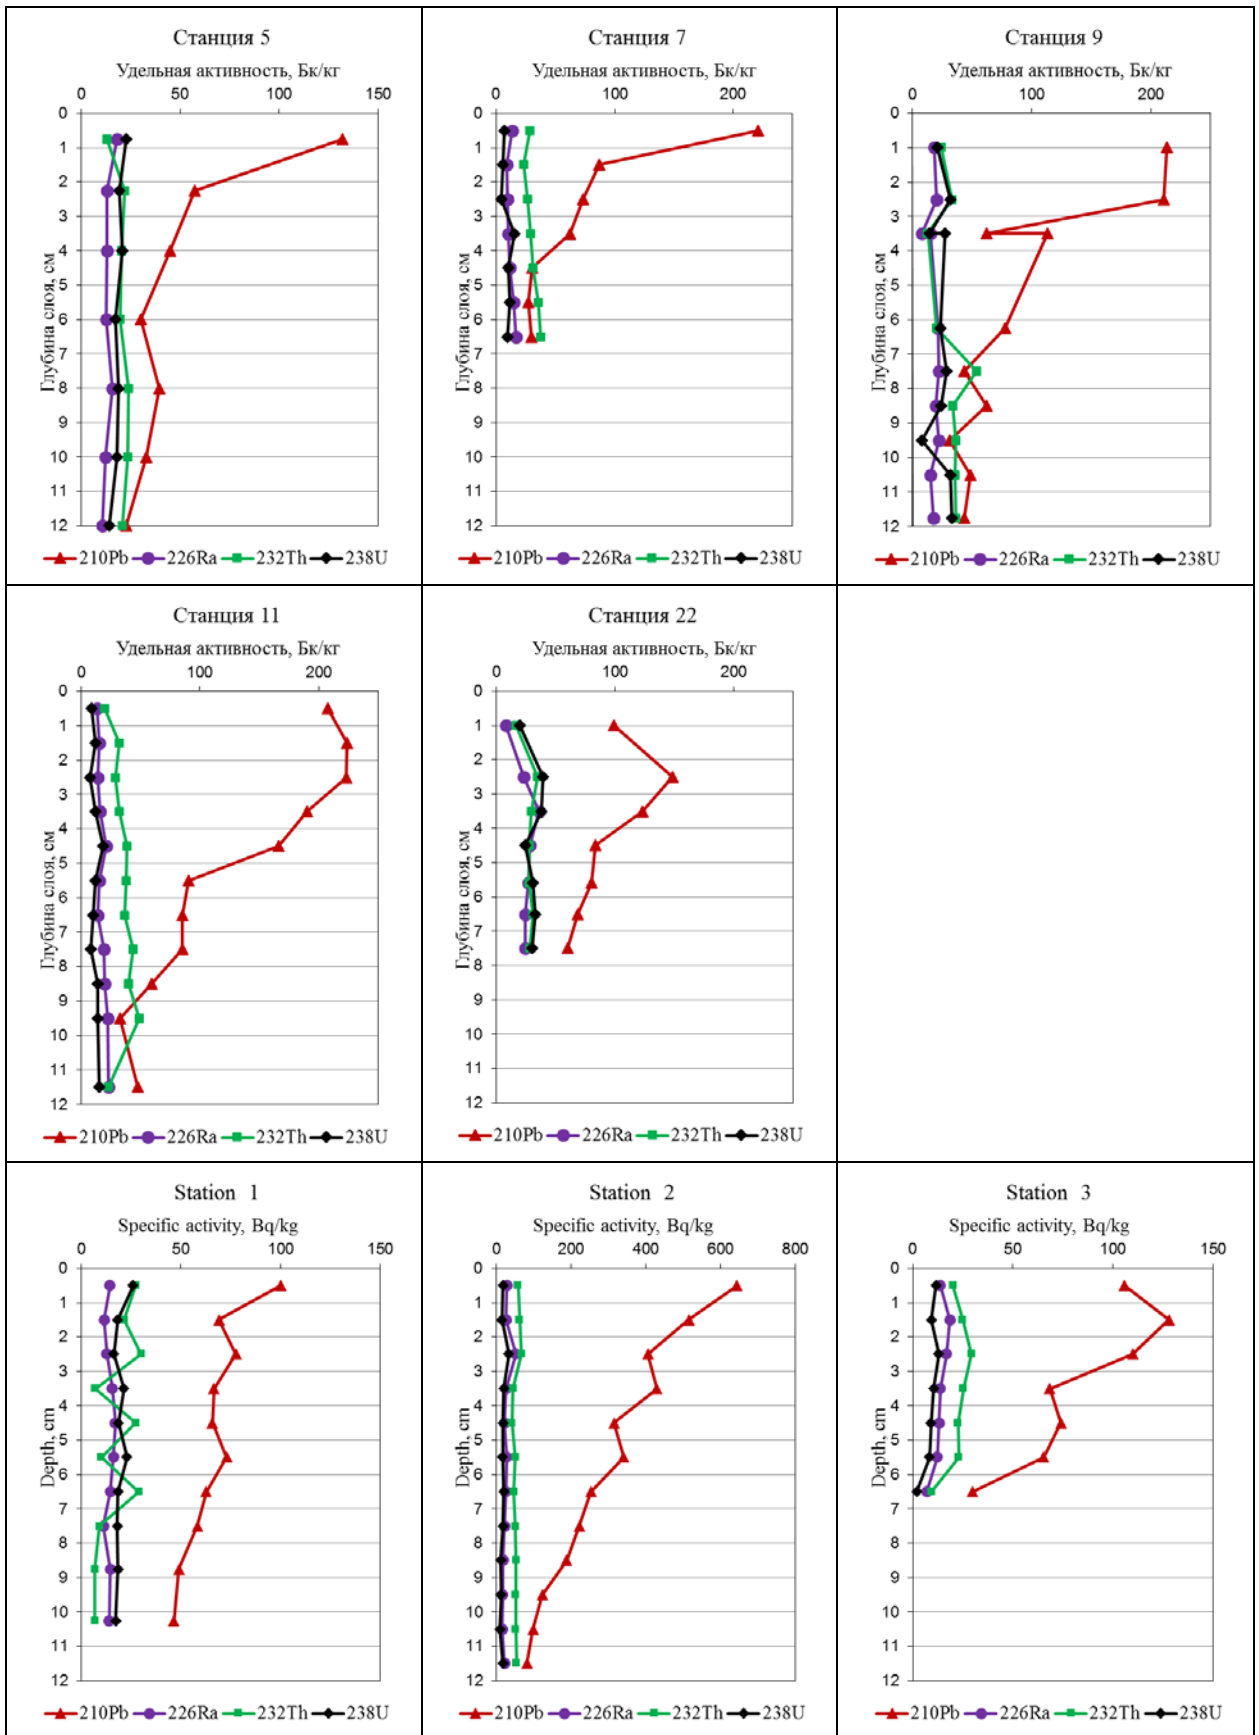 Станция 5
Удельная активность, Бк/кг
0 50 100 150
0
1
2
3
4
5
6
7
8
9
10
11
12
Глубина слоя, см
210Pb 226Ra 232Th 238U
Станция 7
Удельная активность, Бк/кг
0 100 200
0
1
2
3
4
5
6
7
8
9
10
11
12
Глубина слоя, см
210Pb 226Ra 232Th 238U
Станция 9
Удельная активность, Бк/кг
0 100 200
0
1
2
3
4
5
6
7
8
9
10
11
12
Глубина слоя, см
210Pb 226Ra 232Th 238U
Станция 11
Удельная активность, Бк/кг
0 100 200
0
1
2
3
4
5
6
7
8
9
10
11
12
Глубина слоя, см
210Pb 226Ra 232Th 238U
Станция 22
Удельная активность, Бк/кг
0 100 200
0
1
2
3
4
5
6
7
8
9
10
11
12
Глубина слоя, см
210Pb 226Ra 232Th 238U
Station 1
Specific activity, Bq/kg
0 50 100 150
0
1
2
3
4
5
6
7
8
9
10
11
12
Depth, cm
210Pb 226Ra 232Th 238U
Station 2
Specific activity, Bq/kg
0 200 400 600 800
0
1
2
3
4
5
6
7
8
9
10
11
12
Depth, cm
210Pb 226Ra 232Th 238U
Station 3
Specific activity, Bq/kg
0 50 100 150
0
1
2
3
4
5
6
7
8
9
10
11
12
Depth, cm
210Pb 226Ra 232Th 238U